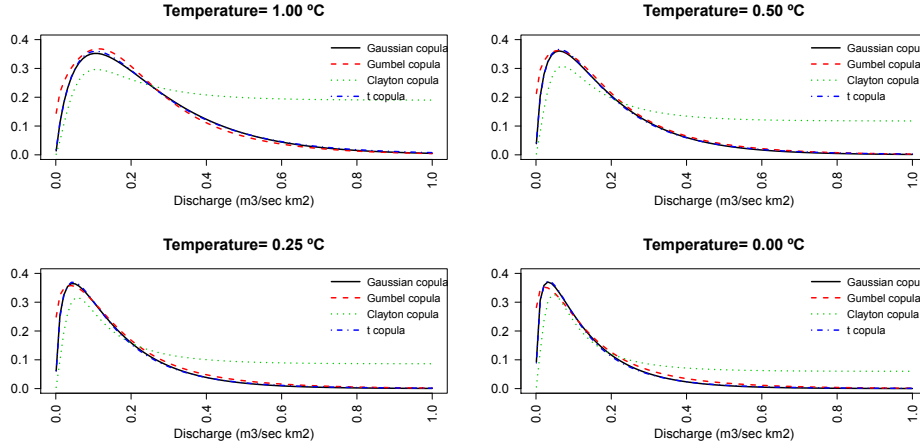 Temperature= 1.00 ºC
0.4
0.3
0.2
0.1
0.0
Gaussian copula
Gumbel copula
Clayton copula
t copula
0.0
0.2
0.4
0.6
0.8
1.0
Discharge (m3/sec km2)
Temperature= 0.50 ºC
0.4
0.3
0.2
0.1
0.0
Gaussian copula
Gumbel copula
Clayton copula
t copula
0.0
0.2
0.4
0.6
0.8
1.0
Discharge (m3/sec km2)
Temperature= 0.25 ºC
0.4
0.3
0.2
0.1
0.0
Gaussian copula
Gumbel copula
Clayton copula
t copula
0.0
0.2
0.4
0.6
0.8
1.0
Discharge (m3/sec km2)
Temperature= 0.00 ºC
0.4
0.3
0.2
0.1
0.0
Gaussian copula
Gumbel copula
Clayton copula
t copula
0.0
0.2
0.4
0.6
0.8
1.0
Discharge (m3/sec km2)